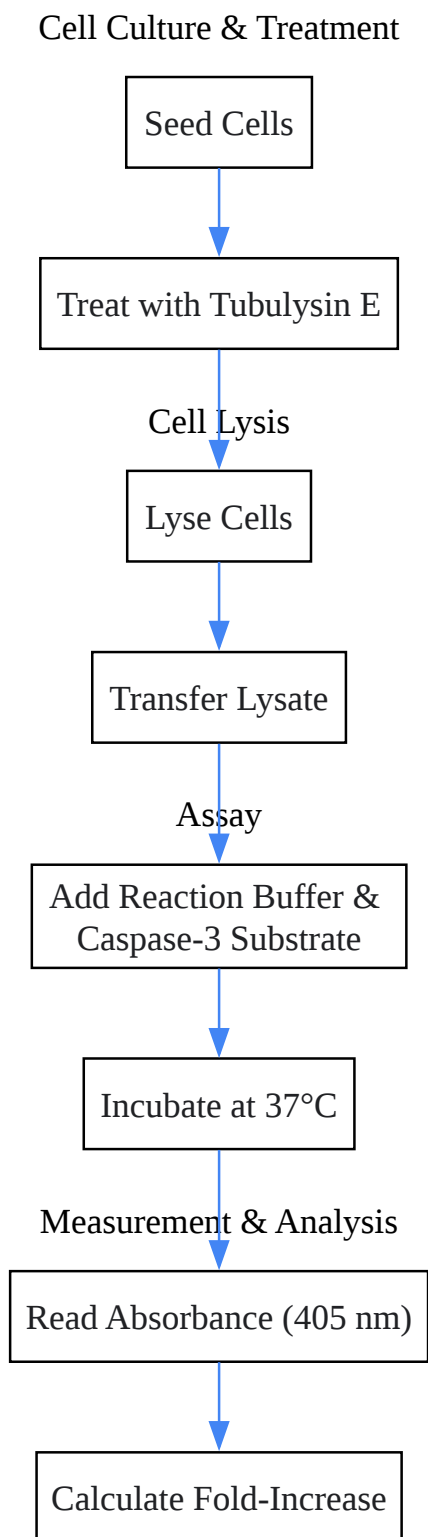 Cell Culture & Treatment
Seed Cells
Treat with Tubulysin E
Cell Lysis
Lyse Cells
Transfer Lysate
Assay
Add Reaction Buffer &
Caspase-3 Substrate
Incubate at 37°C
Measurement & Analysis
Read Absorbance (405 nm)
Calculate Fold-Increase